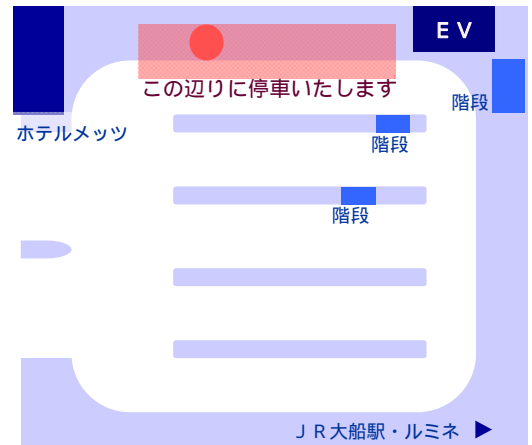 ＥＶ
この辺りに停車いたします
階段
ホテルメッツ
階段
階段
ＪＲ大船駅・ルミネ ▶